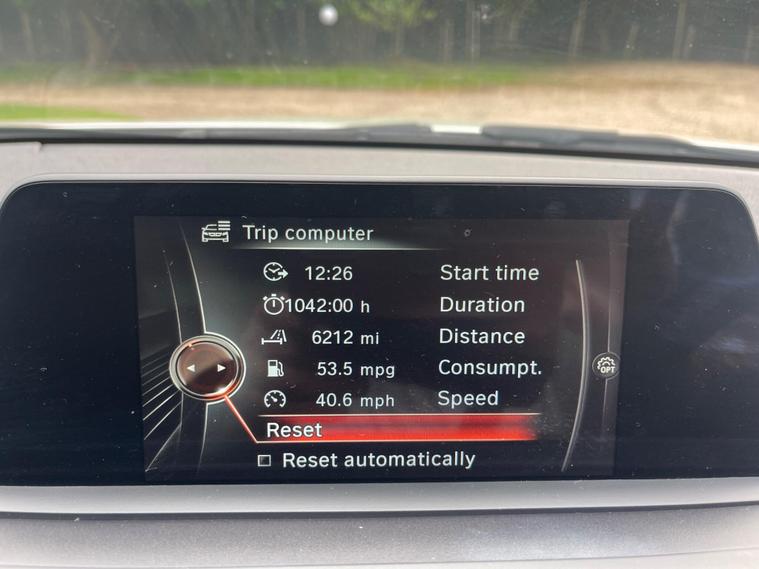 Trip computer
12:26 Start time
1042:00 h Duration
6212 mi Distance
53.5 mpg Consumpt.
40.6 mph Speed
OPT
Reset
Reset automatically